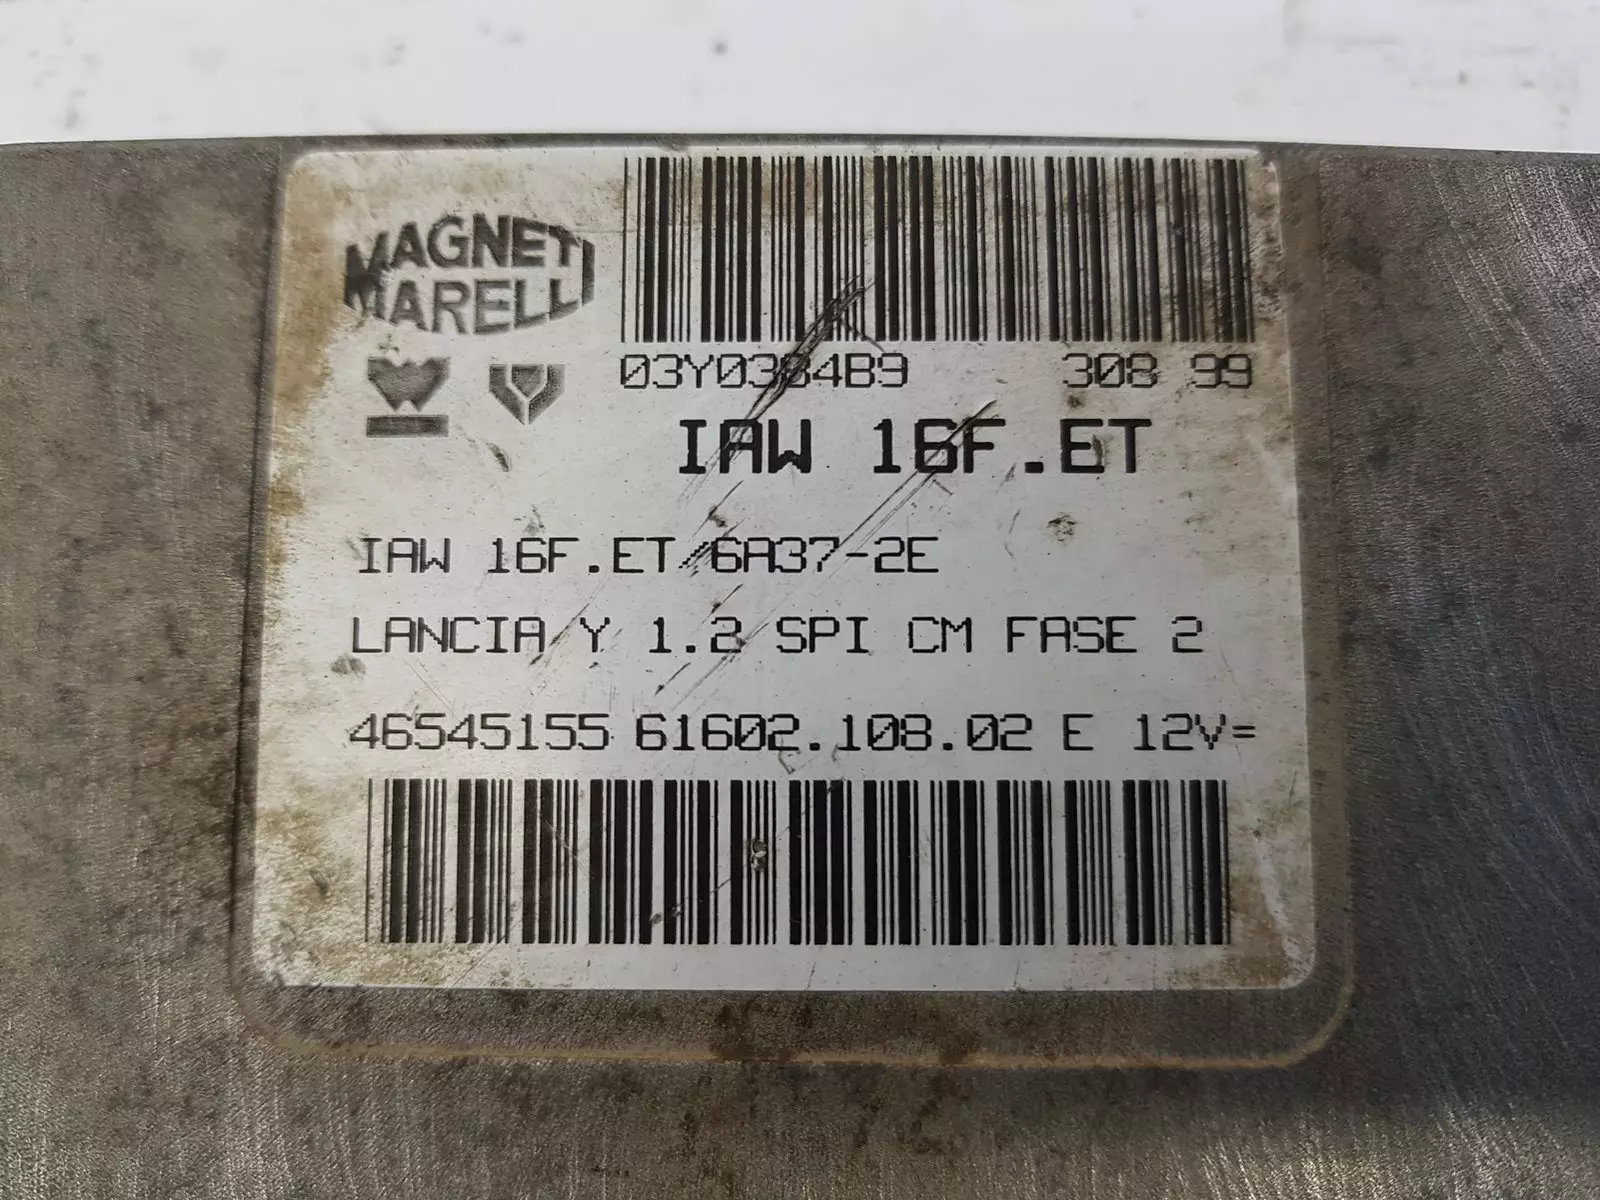 MAGNETI
MARELLI
03Y0384B9 308 99
IAW 16F.ET
IAW 16F.ET/6A37-2E
LANCIA Y 1.2 SPI CM FASE 2
46545155 61602.108.02 E 12V=